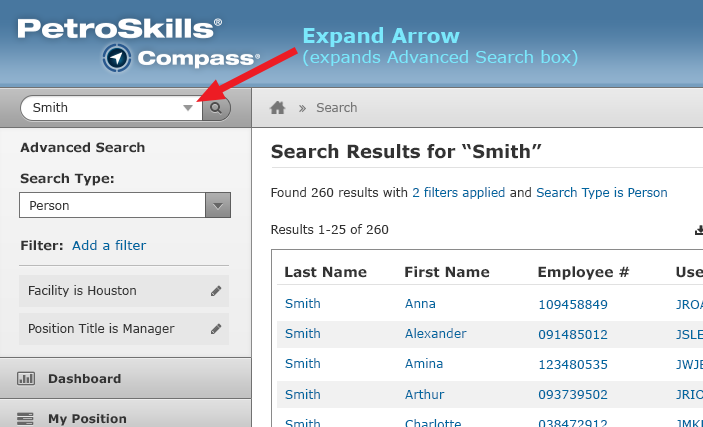 PetroSkills®
Compass®
Expand Arrow
(expands Advanced Search box)
Smith
» Search
Advanced Search
Search Type:
Person
Filter: Add a filter
Facility is Houston
Position Title is Manager
Dashboard
My Position
Search Results for “Smith”
Found 260 results with 2 filters applied and Search Type is Person
Results 1-25 of 260
Last Name First Name Employee # Use
Smith Anna 109458849 JROA
Smith Alexander 091485012 JSLE
Smith Amina 123480535 JWJE
Smith Arthur 093739502 JRIO
Smith Charlotte 038472912 JMKI